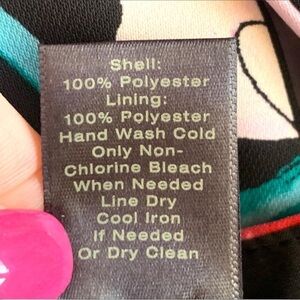 Shell:
100% Polyester
Lining:
100% Polyester
Hand Wash Cold
Only Non-
Chlorine Bleach
When Needed
Line Dry
Cool Iron
If Needed
Or Dry Clean